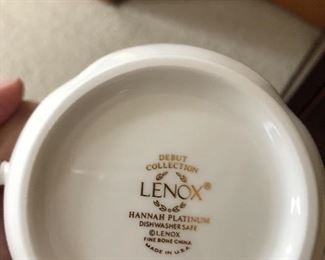 DEBUT
COLLECTION
LENOX®
HANNAH PLATINUM
DISHWASHER SAFE
©LENOX
FINE BONE CHINA
MADE IN U.S.A.